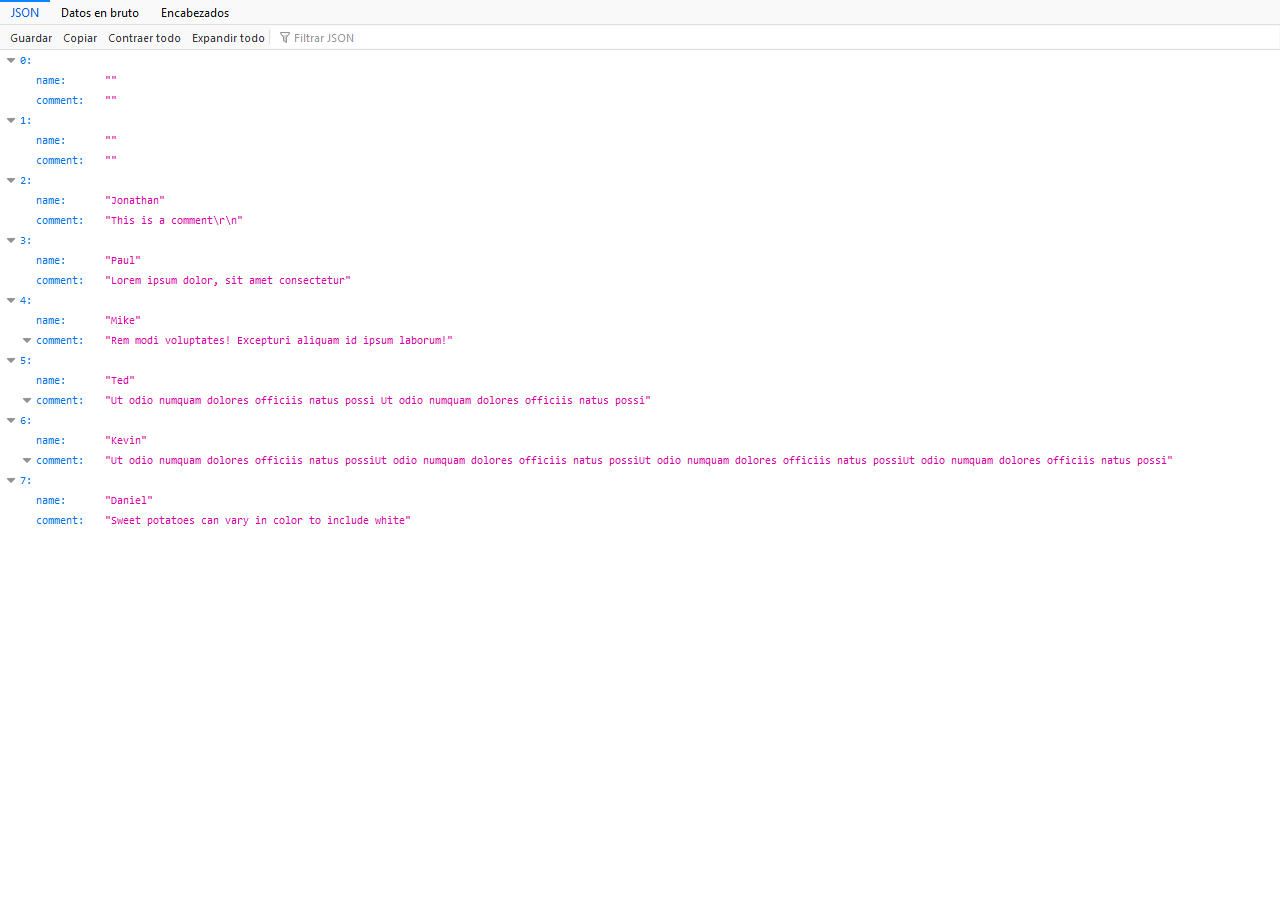 JSON Datos en bruto Encabezados
Guardar Copiar Contraer todo Expandir todo Filtrar JSON
0:
name: ""
comment: ""
1:
name: ""
comment: ""
2:
name: "Jonathan"
comment: "This is a comment\r\n"
3:
name: "Paul"
comment: "Lorem ipsum dolor, sit amet consectetur"
4:
name: "Mike"
comment: "Rem modi voluptates! Excepturi aliquam id ipsum laborum!"
5:
name: "Ted"
comment: "Ut odio numquam dolores officiis natus possi Ut odio numquam dolores officiis natus possi"
6:
name: "Kevin"
comment: "Ut odio numquam dolores officiis natus possiUt odio numquam dolores officiis natus possiUt odio numquam dolores officiis natus possiUt odio numquam dolores officiis natus possi"
7:
name: "Daniel"
comment: "Sweet potatoes can vary in color to include white"